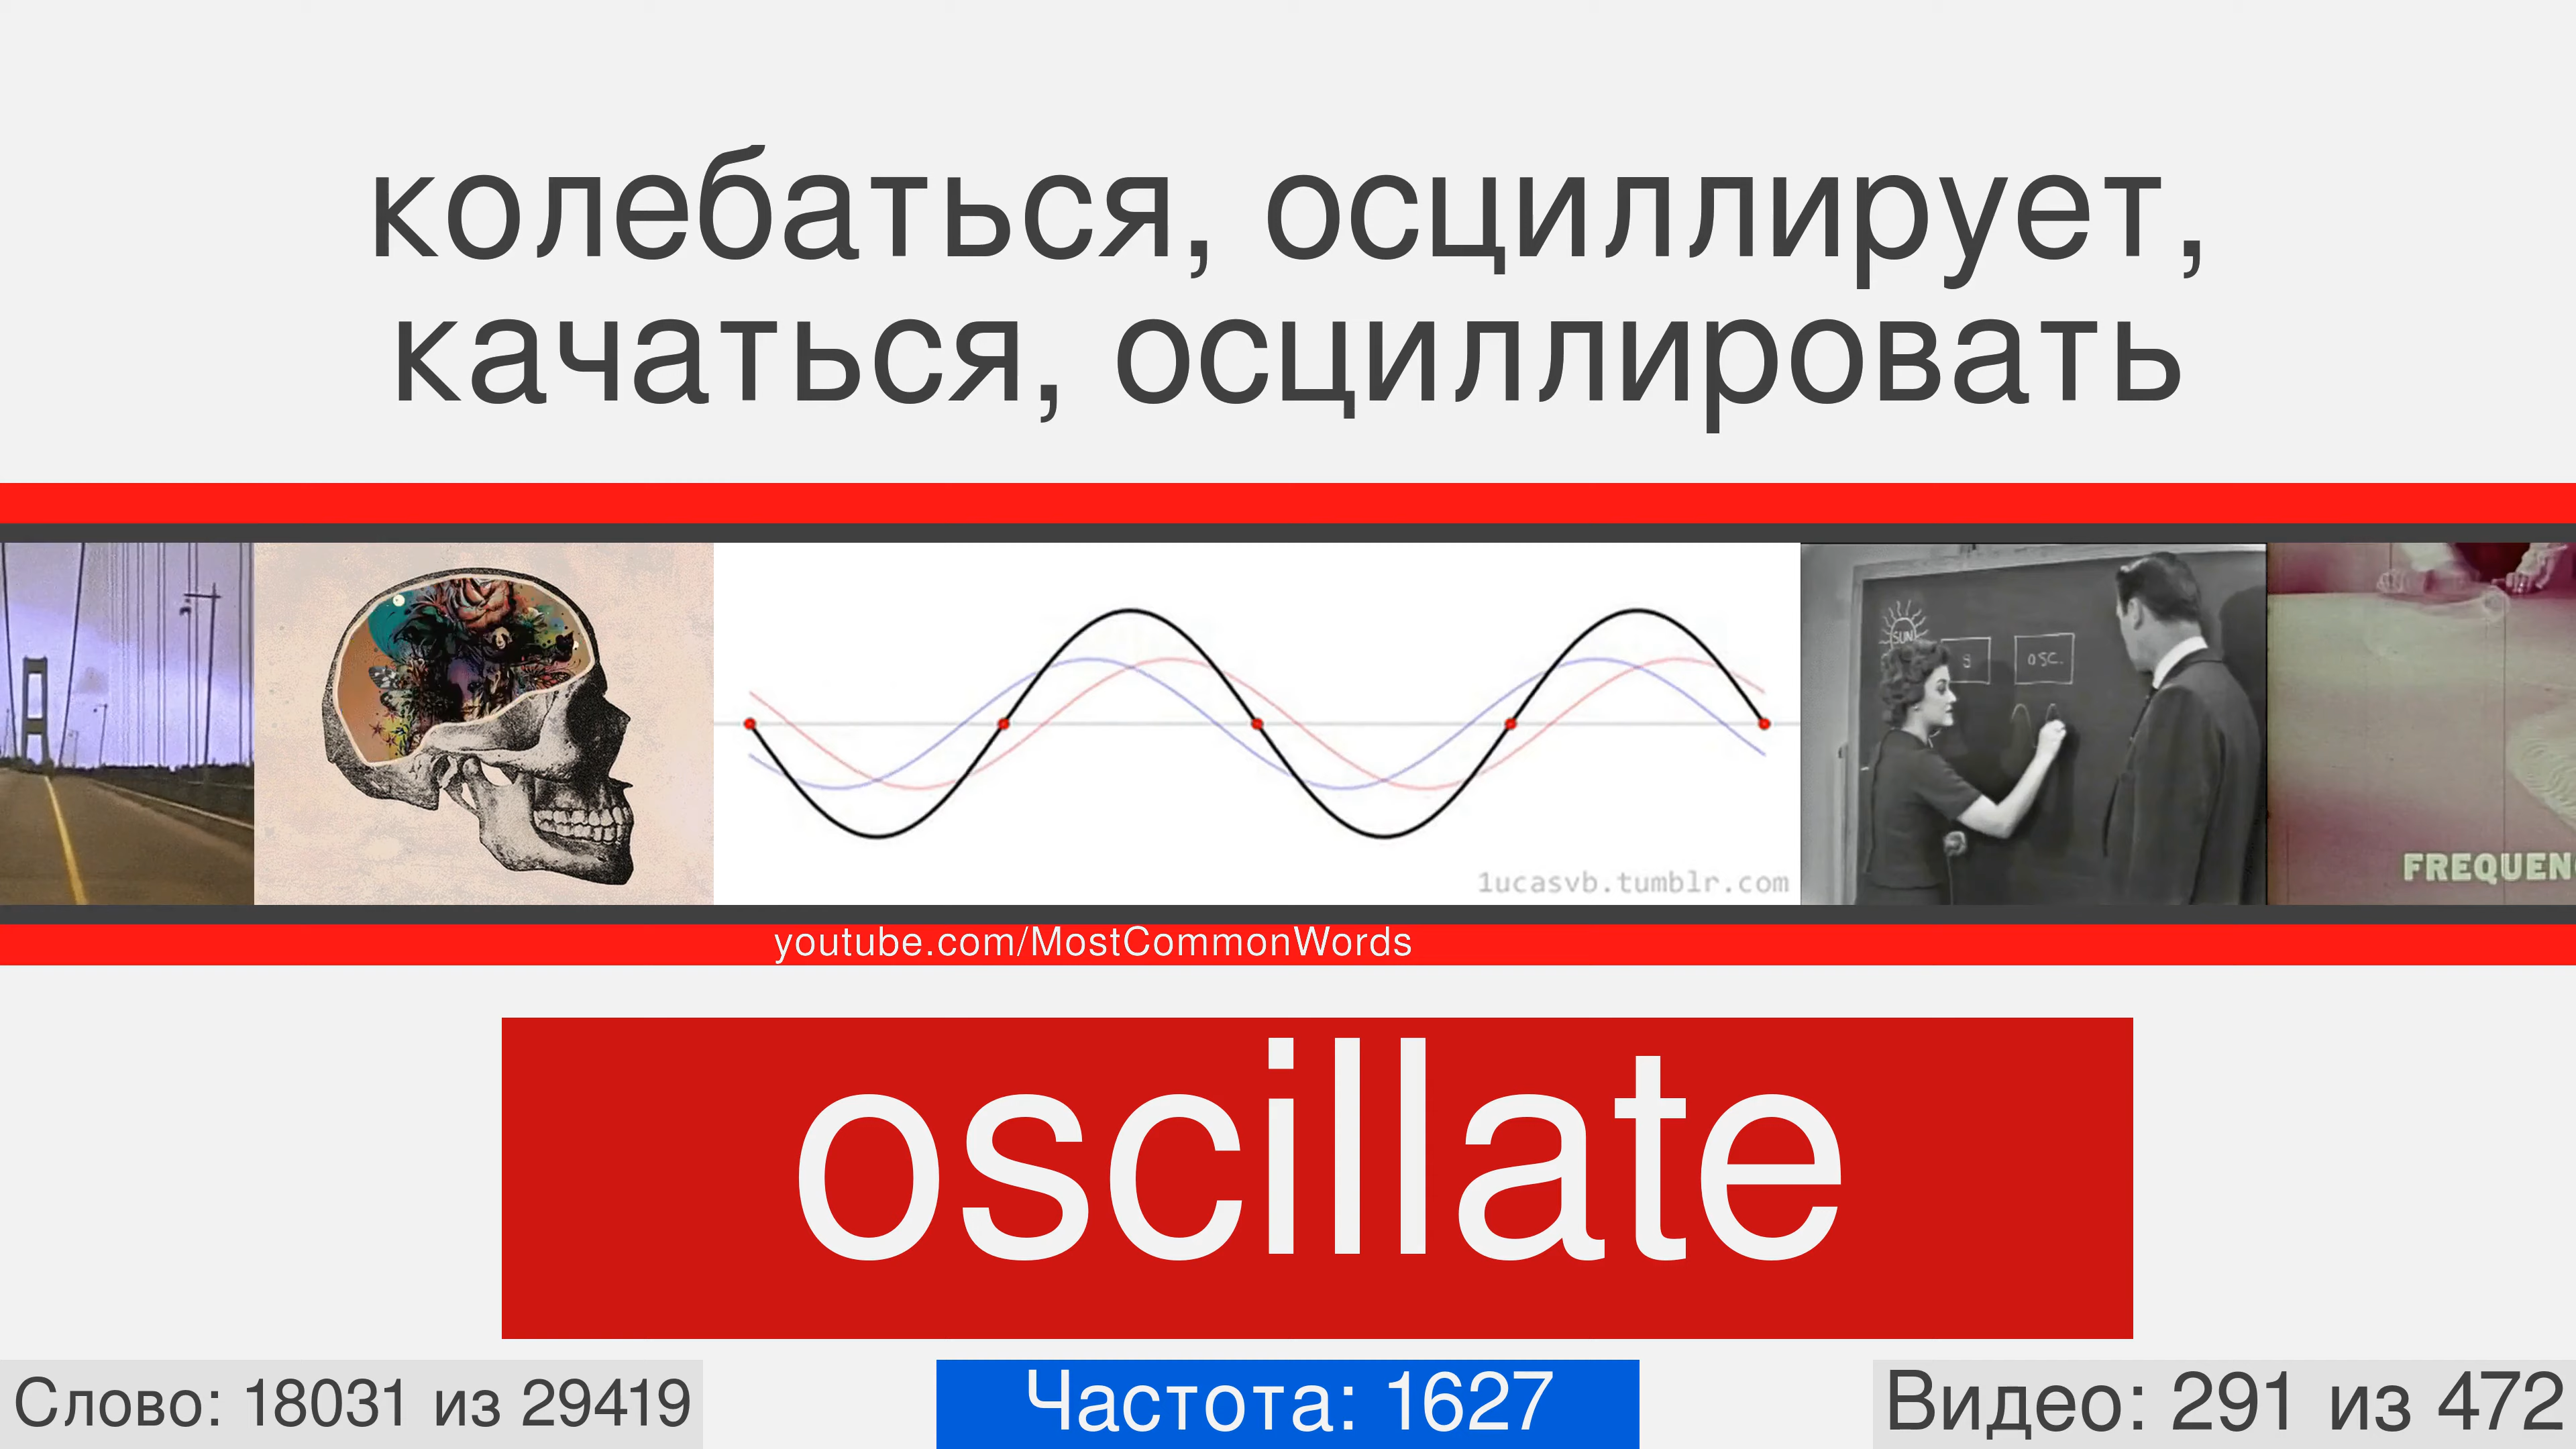 колебаться, осциллирует,
качаться, осциллировать
SUN
OSC.
1ucasvb.tumblr.com
youtube.com/MostCommonWords
oscillate
Слово: 18031 из 29419
Частота: 1627
Видео: 291 из 472